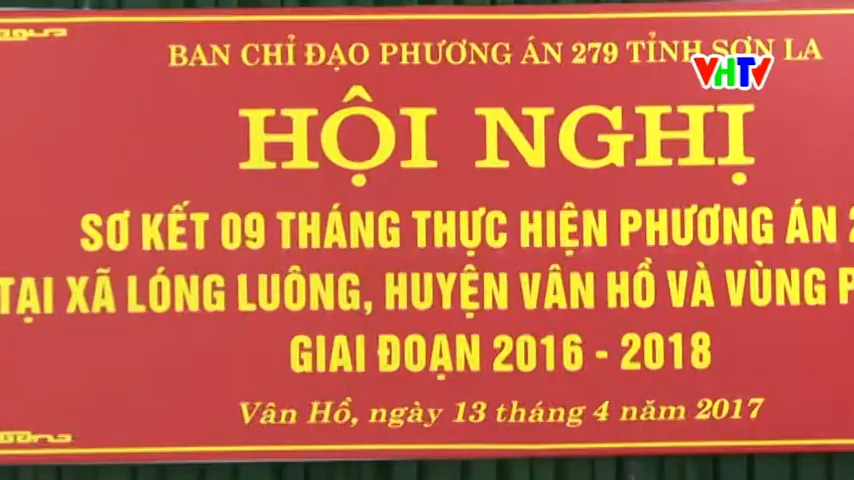 BAN CHỈ ĐẠO PHƯƠNG ÁN 279 TỈNH SƠN LA
VHTV
HỘI NGHỊ
SƠ KẾT 09 THÁNG THỰC HIỆN PHƯƠNG ÁN 2
TẠI XÃ LÓNG LUÔNG, HUYỆN VÂN HỒ VÀ VÙNG P
GIAI ĐOẠN 2016 - 2018
Vân Hồ, ngày 13 tháng 4 năm 2017